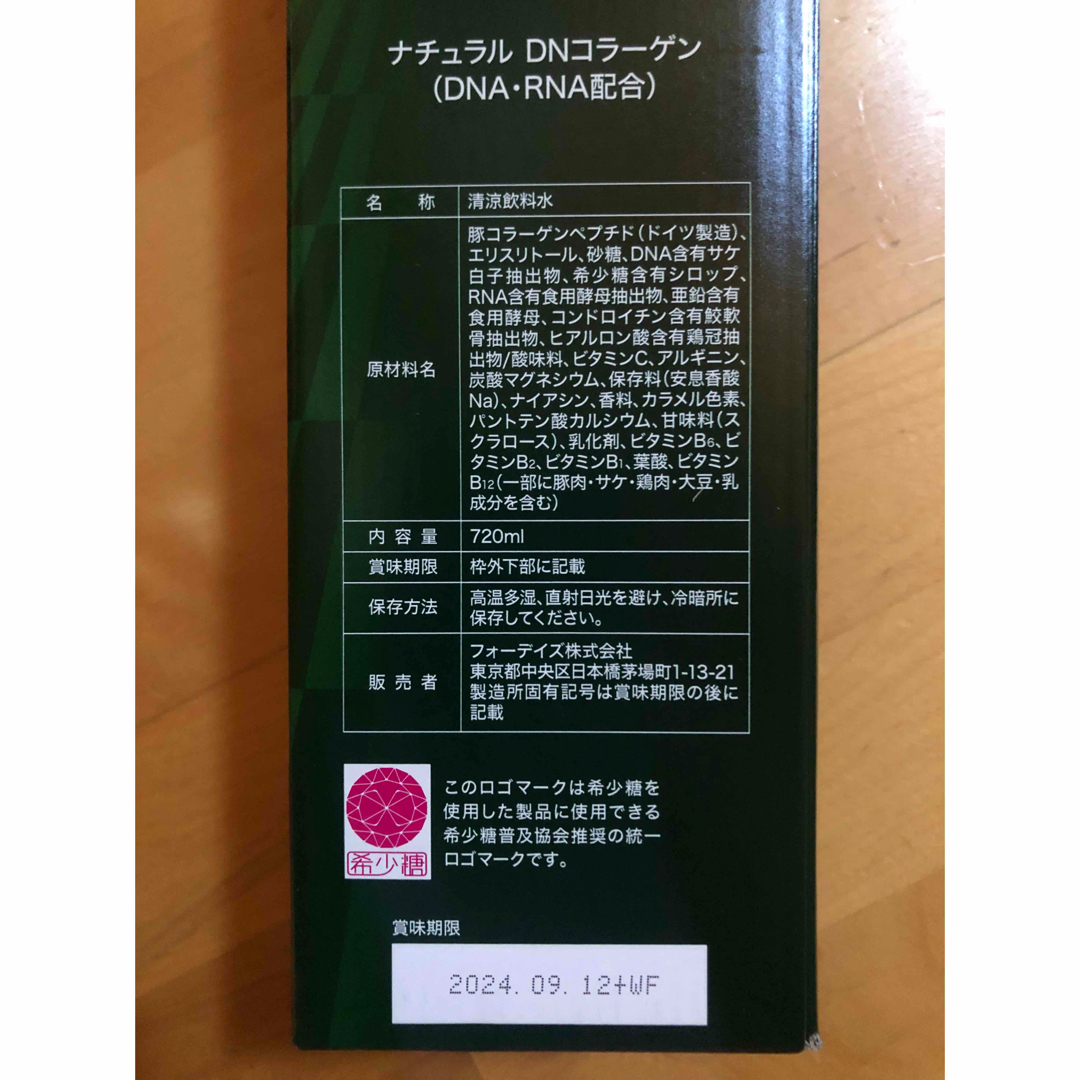 ナチュラル DNコラーゲン
(DNA・RNA配合)
名 称 清涼飲料水
原材料名
豚コラーゲンペプチド(ドイツ製造)、
エリスリトール、砂糖、DNA含有サケ
白子抽出物、希少糖含有シロップ、
RNA含有食用酵母抽出物、亜鉛含有
食用酵母、コンドロイチン含有鮫軟
骨抽出物、ヒアルロン酸含有鶏冠抽
出物/酸味料、ビタミンC、アルギニン、
炭酸マグネシウム、保存料(安息香酸
Na)、ナイアシン、香料、カラメル色素、
パントテン酸カルシウム、甘味料(ス
クラロース)、乳化剤、ビタミンB6、ビ
タミンB2、ビタミンB1、葉酸、ビタミン
B12(一部に豚肉・サケ・鶏肉・大豆・乳
成分を含む)
内容量 720ml
賞味期限 枠外下部に記載
保存方法
高温多湿、直射日光を避け、冷暗所に
保存してください。
販売者
フォーデイズ株式会社
東京都中央区日本橋茅場町1-13-21
製造所固有記号は賞味期限の後に
記載
希少糖
このロゴマークは希少糖を
使用した製品に使用できる
希少糖普及協会推奨の統一
ロゴマークです。
賞味期限
2024.09.12+WF